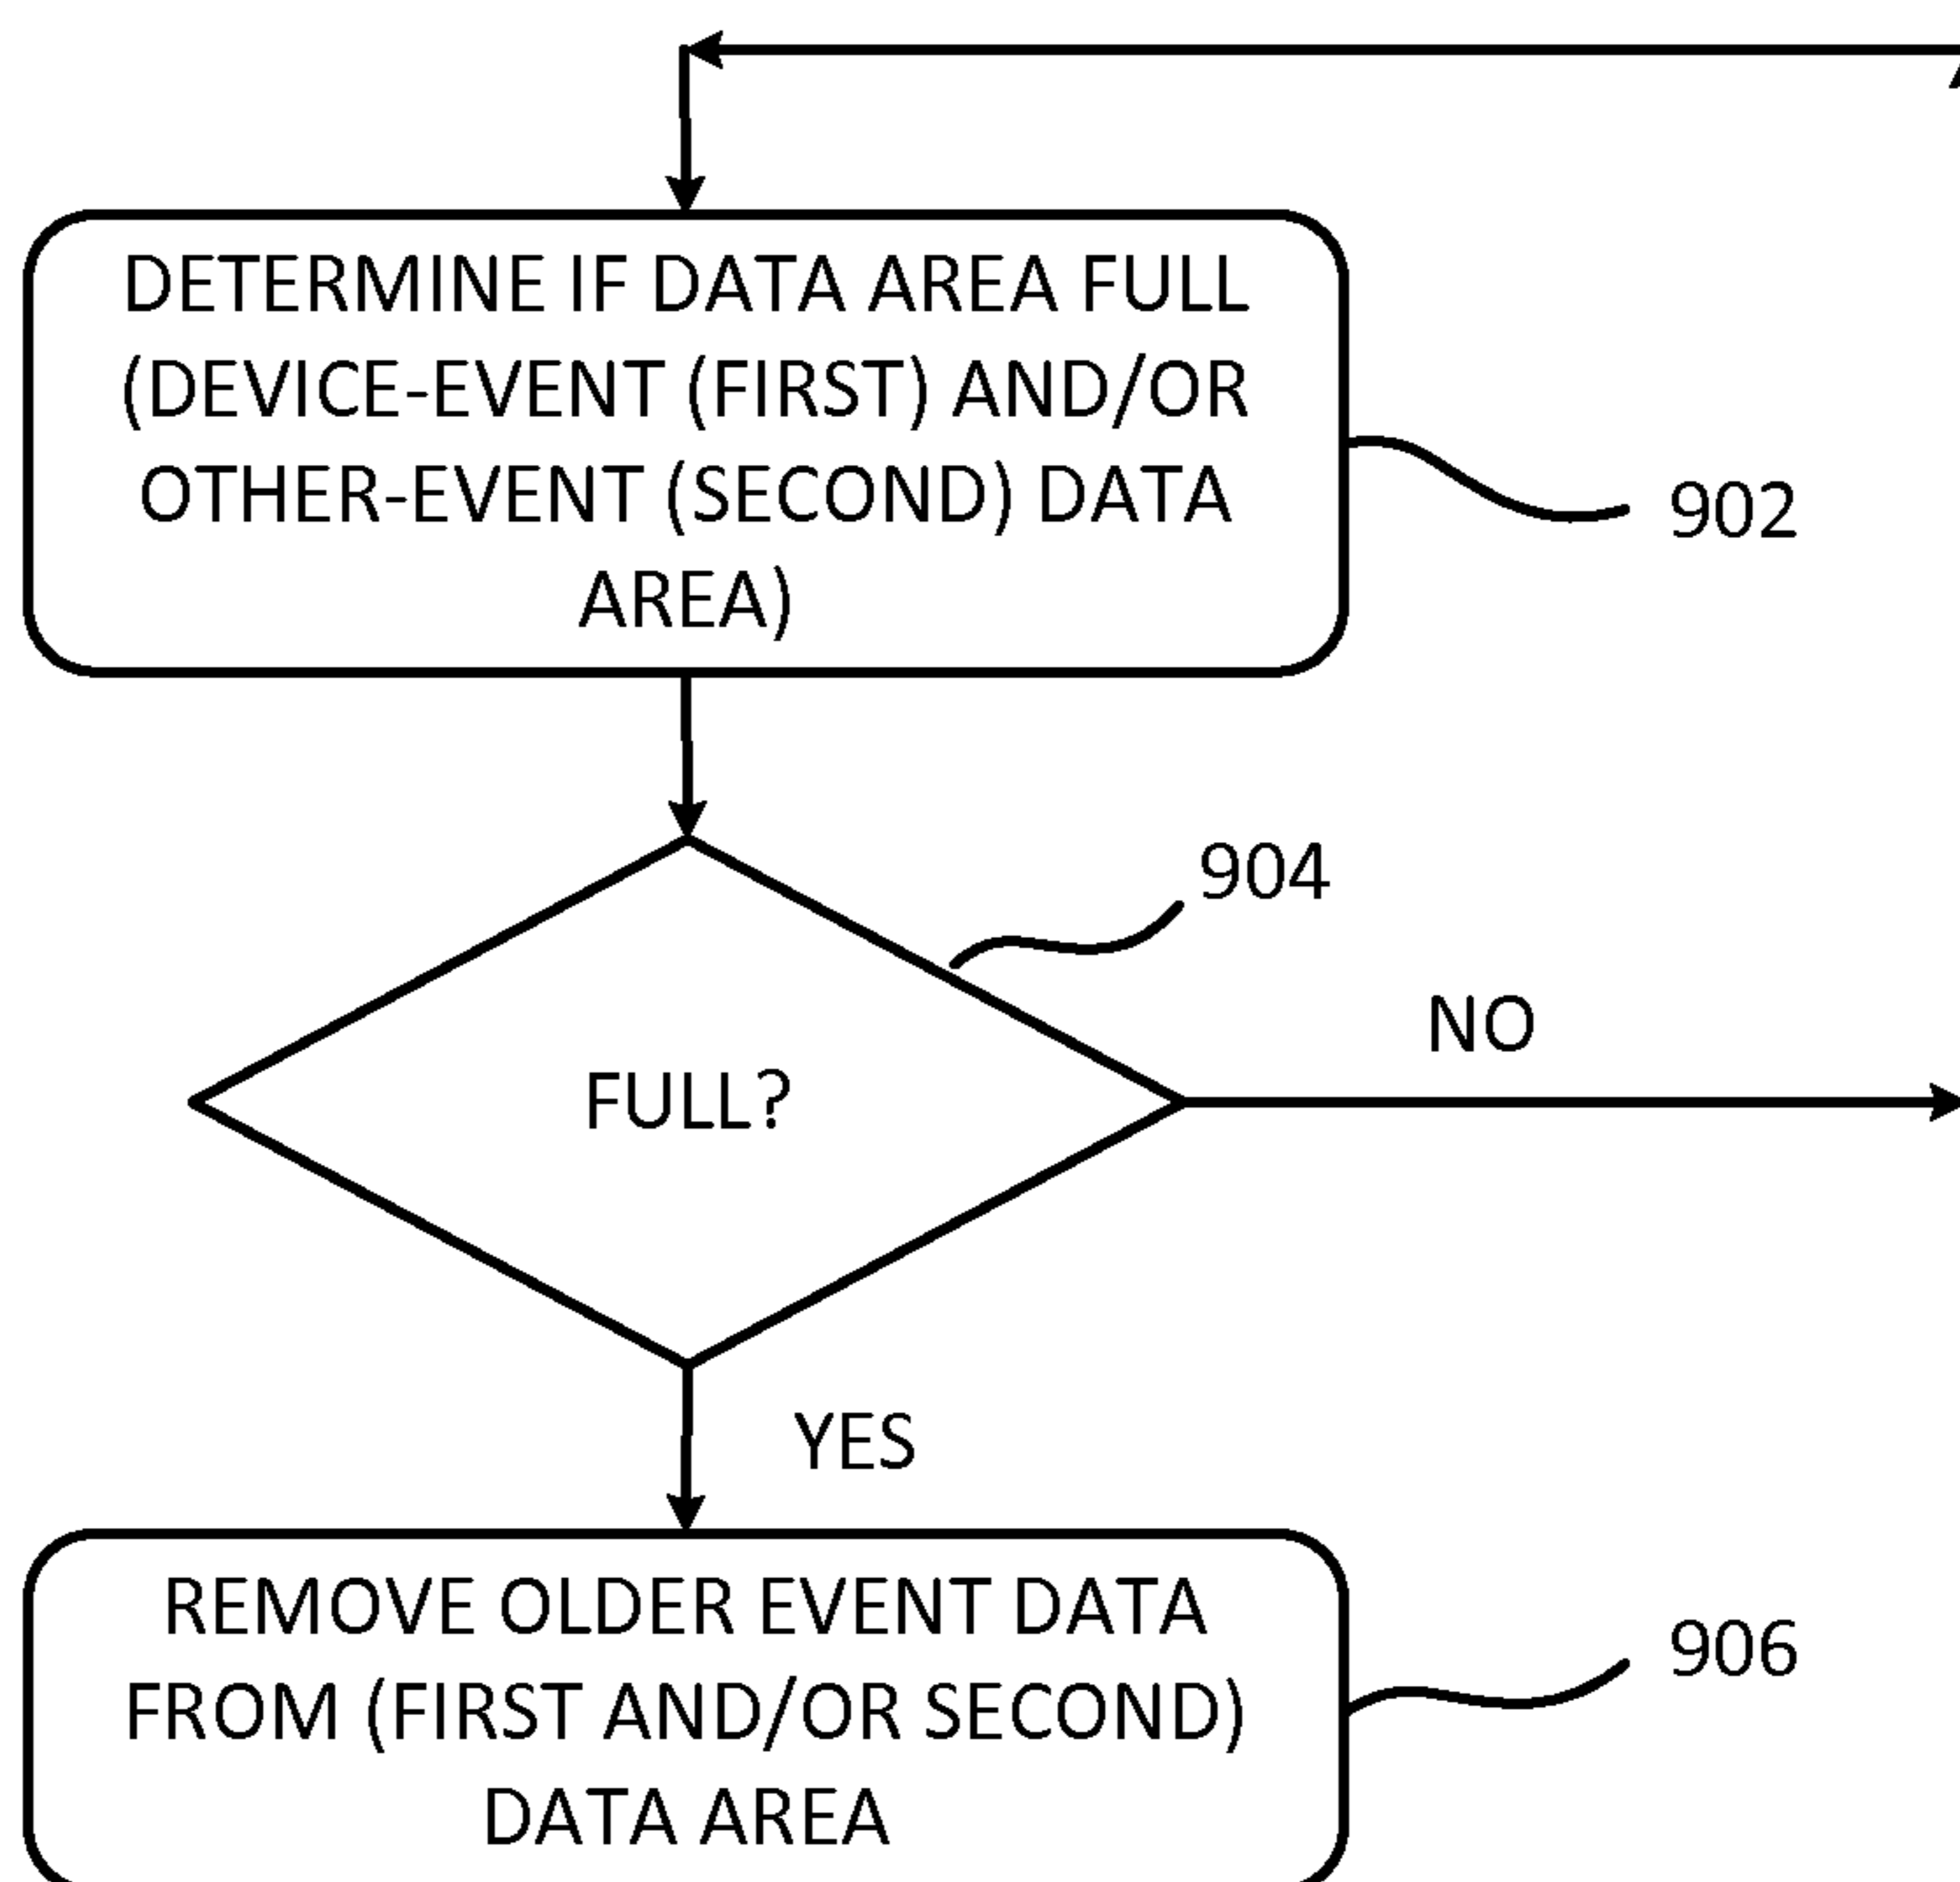 DETERMINE IF DATA AREA FULL
(DEVICE-EVENT (FIRST) AND/OR
OTHER-EVENT (SECOND) DATA
AREA)
902
904
NO
FULL?
YES
REMOVE OLDER EVENT DATA
FROM (FIRST AND/OR SECOND)
DATA AREA
906